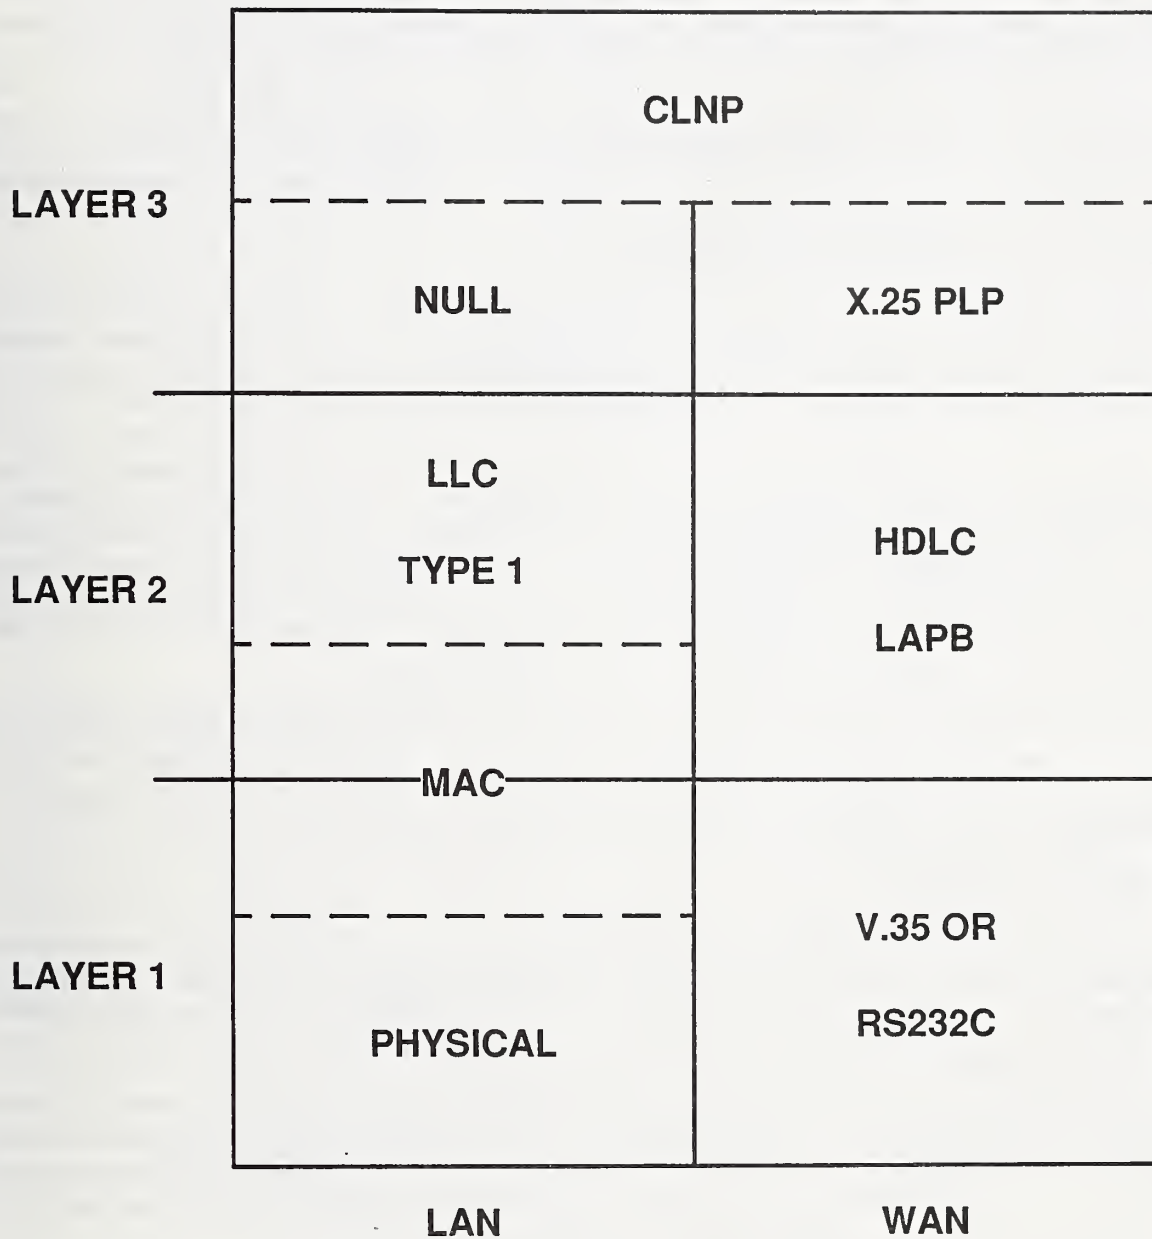 CLNP
LAYER 3
NULL
X.25 PLP
LLC
TYPE 1
HDLC
LAPB
LAYER 2
MAC
LAYER 1
V.35 OR
RS232C
PHYSICAL
LAN
WAN